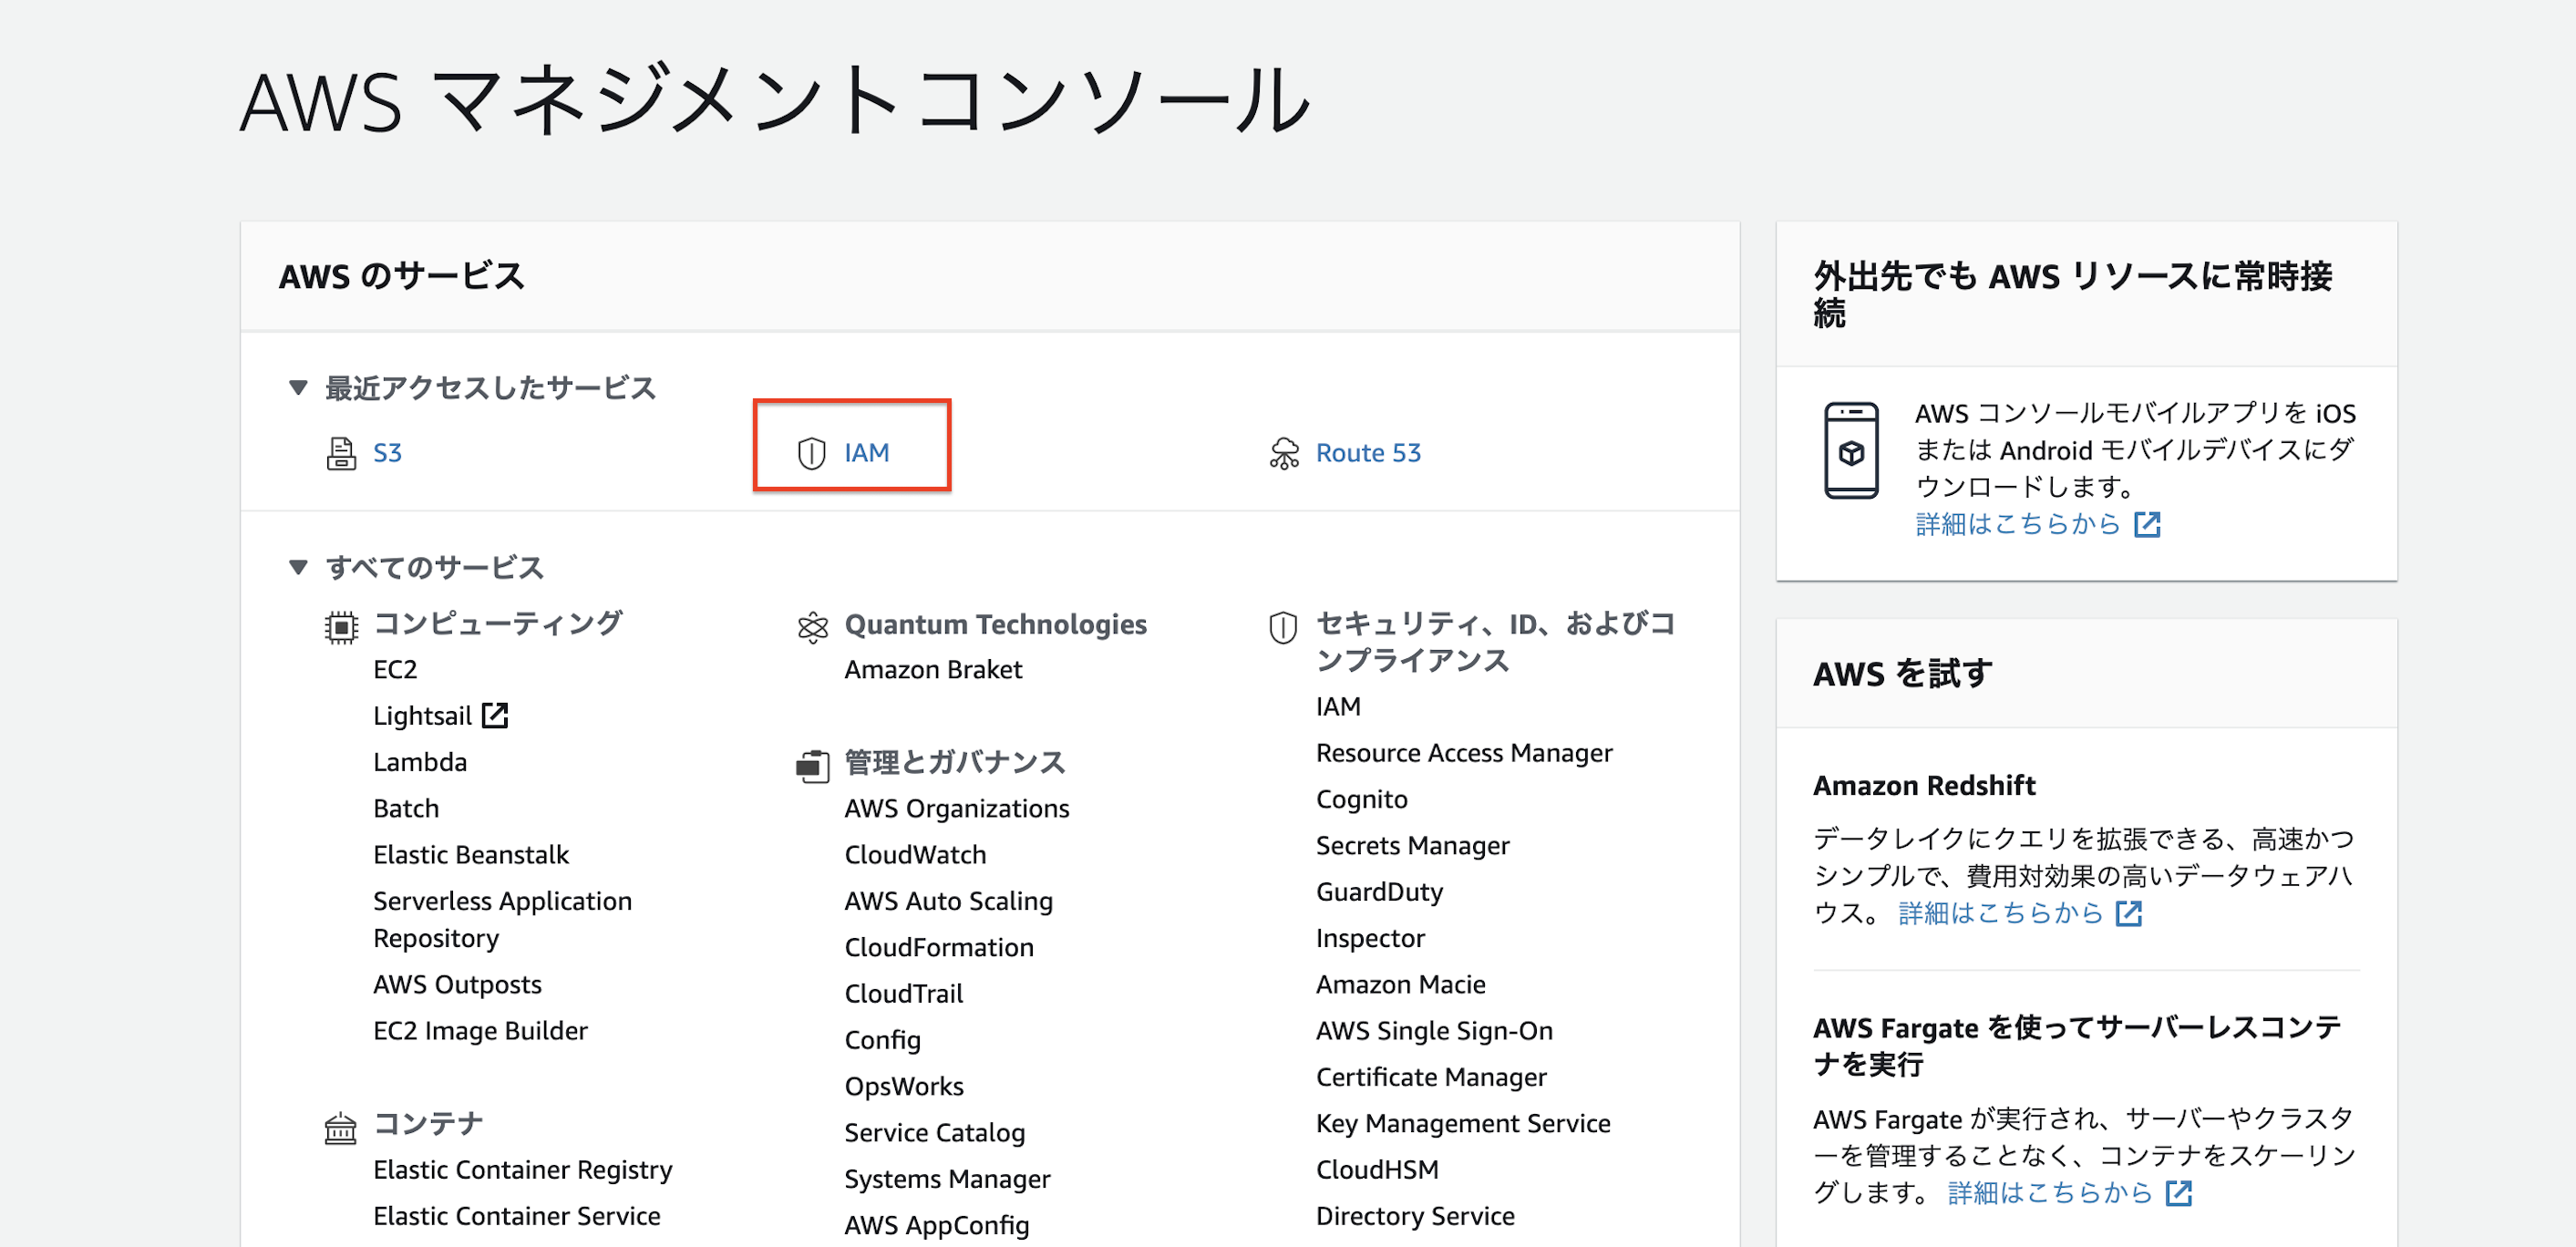 AWS マネジメントコンソール
AWS のサービス
▼ 最近アクセスしたサービス
S3
IAM
Route 53
▼ すべてのサービス
コンピューティング
EC2
Lightsail
Lambda
Batch
Elastic Beanstalk
Serverless Application
Repository
AWS Outposts
EC2 Image Builder
コンテナ
Elastic Container Registry
Elastic Container Service
Quantum Technologies
Amazon Braket
管理とガバナンス
AWS Organizations
CloudWatch
AWS Auto Scaling
CloudFormation
CloudTrail
Config
OpsWorks
Service Catalog
Systems Manager
AWS AppConfig
セキュリティ、ID、およびコ
ンプライアンス
IAM
Resource Access Manager
Cognito
Secrets Manager
GuardDuty
Inspector
Amazon Macie
AWS Single Sign-On
Certificate Manager
Key Management Service
CloudHSM
Directory Service
外出先でも AWS リソースに常時接
続
AWS コンソールモバイルアプリを iOS
または Android モバイルデバイスにダ
ウンロードします。
詳細はこちらから
AWS を試す
Amazon Redshift
データレイクにクエリを拡張できる、高速かつ
シンプルで、費用対効果の高いデータウェアハ
ウス。 詳細はこちらから
AWS Fargate を使ってサーバーレスコンテ
ナを実行
AWS Fargate が実行され、サーバーやクラスタ
ーを管理することなく、コンテナをスケーリン
グします。 詳細はこちらから